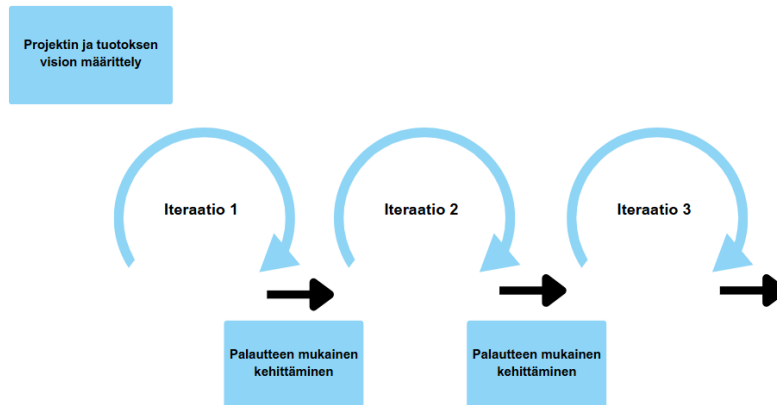 Projektin ja tuotoksen
vision määrittely
Iteraatio 1
Iteraatio 2
Iteraatio 3
Palautteen mukainen
kehittäminen
Palautteen mukainen
kehittäminen